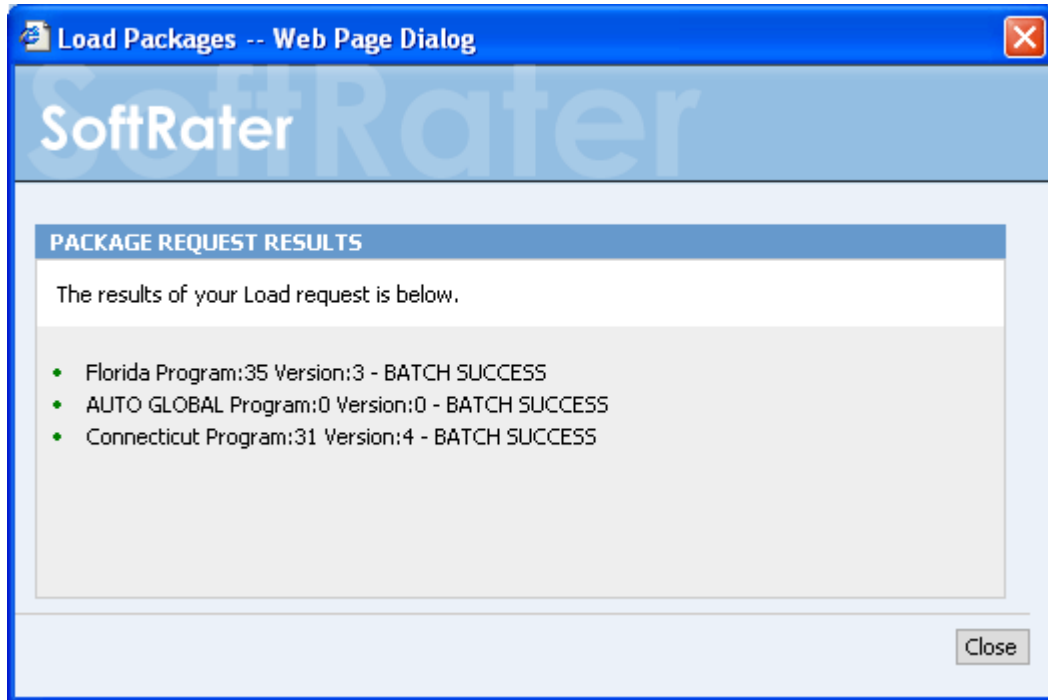 Load Packages -- Web Page Dialog
SoftRater
SoftRater
PACKAGE REQUEST RESULTS
The results of your Load request is below.
• Florida Program:35 Version:3 - BATCH SUCCESS
• AUTO GLOBAL Program:0 Version:0 - BATCH SUCCESS
• Connecticut Program:31 Version:4 - BATCH SUCCESS
Close